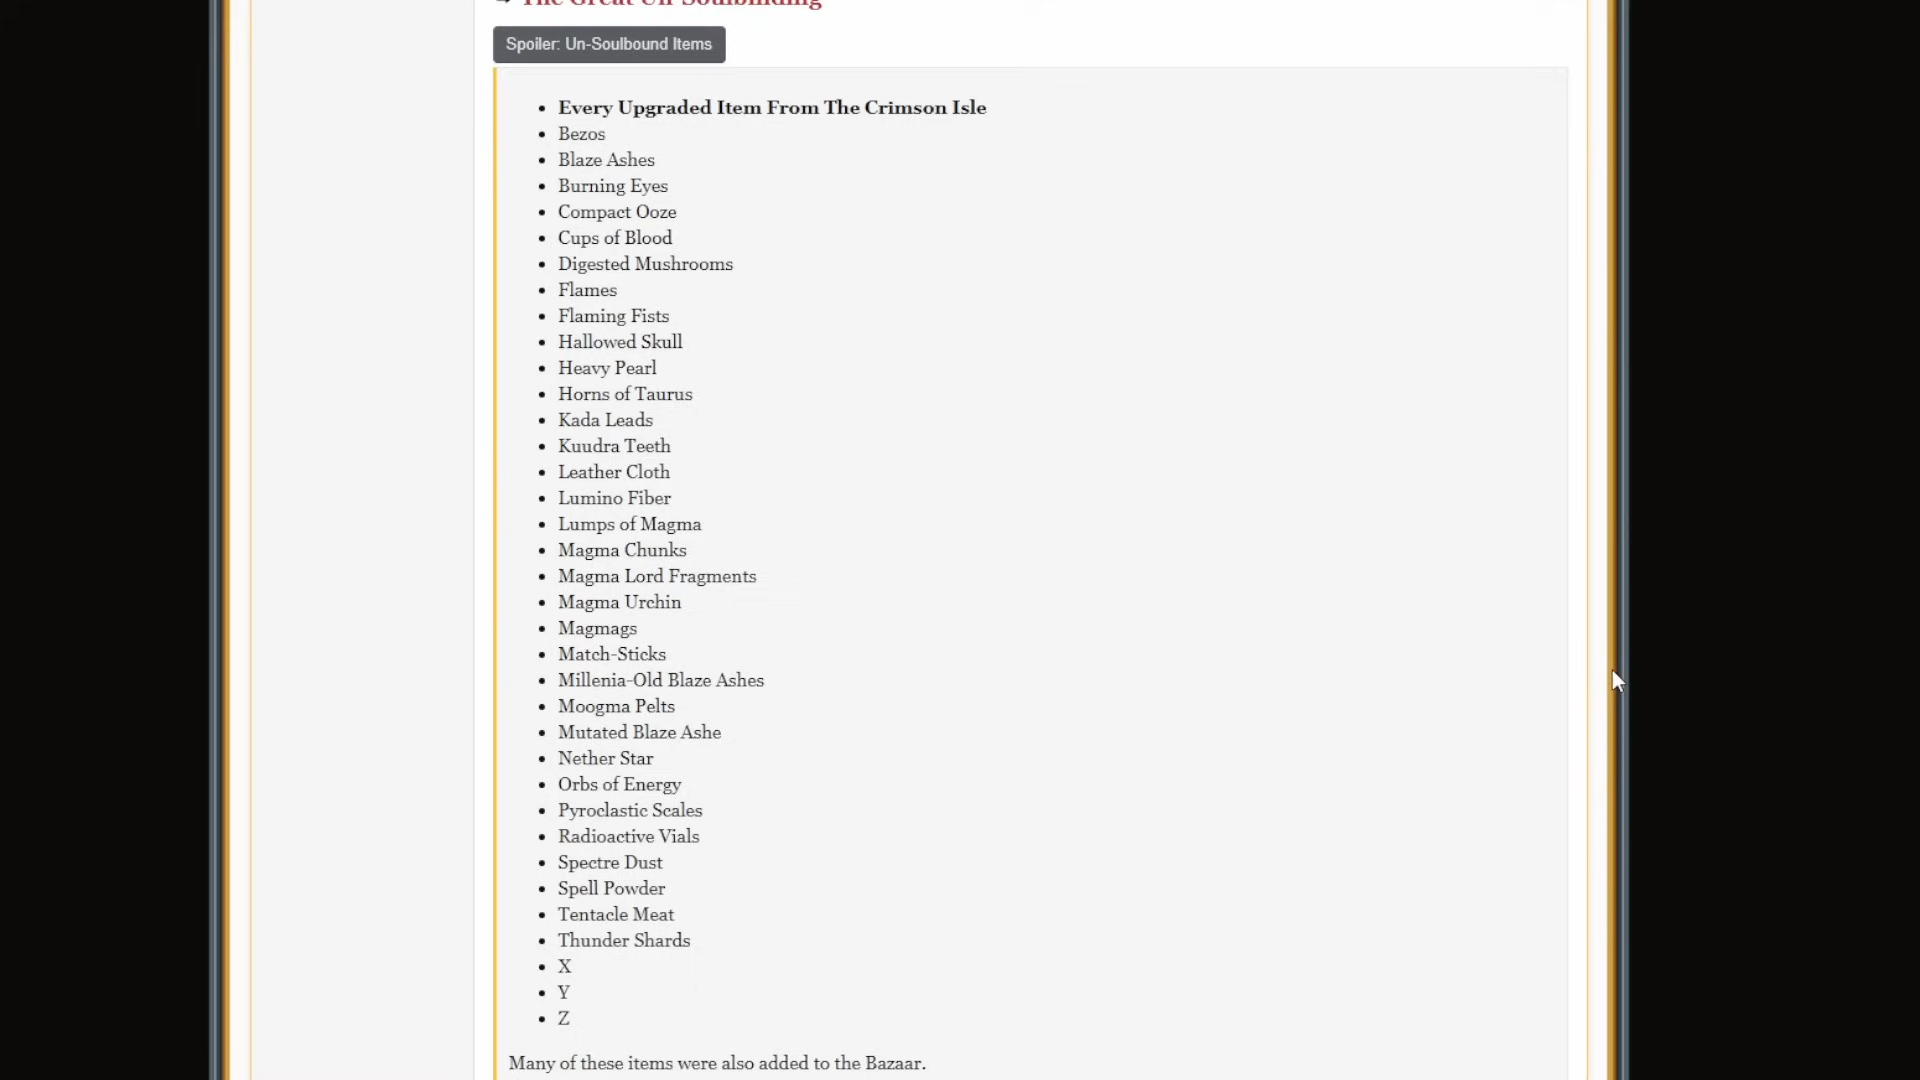 The Great Un-Soulbinding
Spoiler: Un-Soulbound Items
Every Upgraded Item From The Crimson Isle
Bezos
Blaze Ashes
Burning Eyes
Compact Ooze
Cups of Blood
Digested Mushrooms
Flames
Flaming Fists
Hallowed Skull
Heavy Pearl
Horns of Taurus
Kada Leads
Kuudra Teeth
Leather Cloth
Lumino Fiber
Lumps of Magma
Magma Chunks
Magma Lord Fragments
Magma Urchin
Magmags
Match-Sticks
Millenia-Old Blaze Ashes
Moogma Pelts
Mutated Blaze Ashe
Nether Star
Orbs of Energy
Pyroclastic Scales
Radioactive Vials
Spectre Dust
Spell Powder
Tentacle Meat
Thunder Shards
X
Y
Z
Many of these items were also added to the Bazaar.